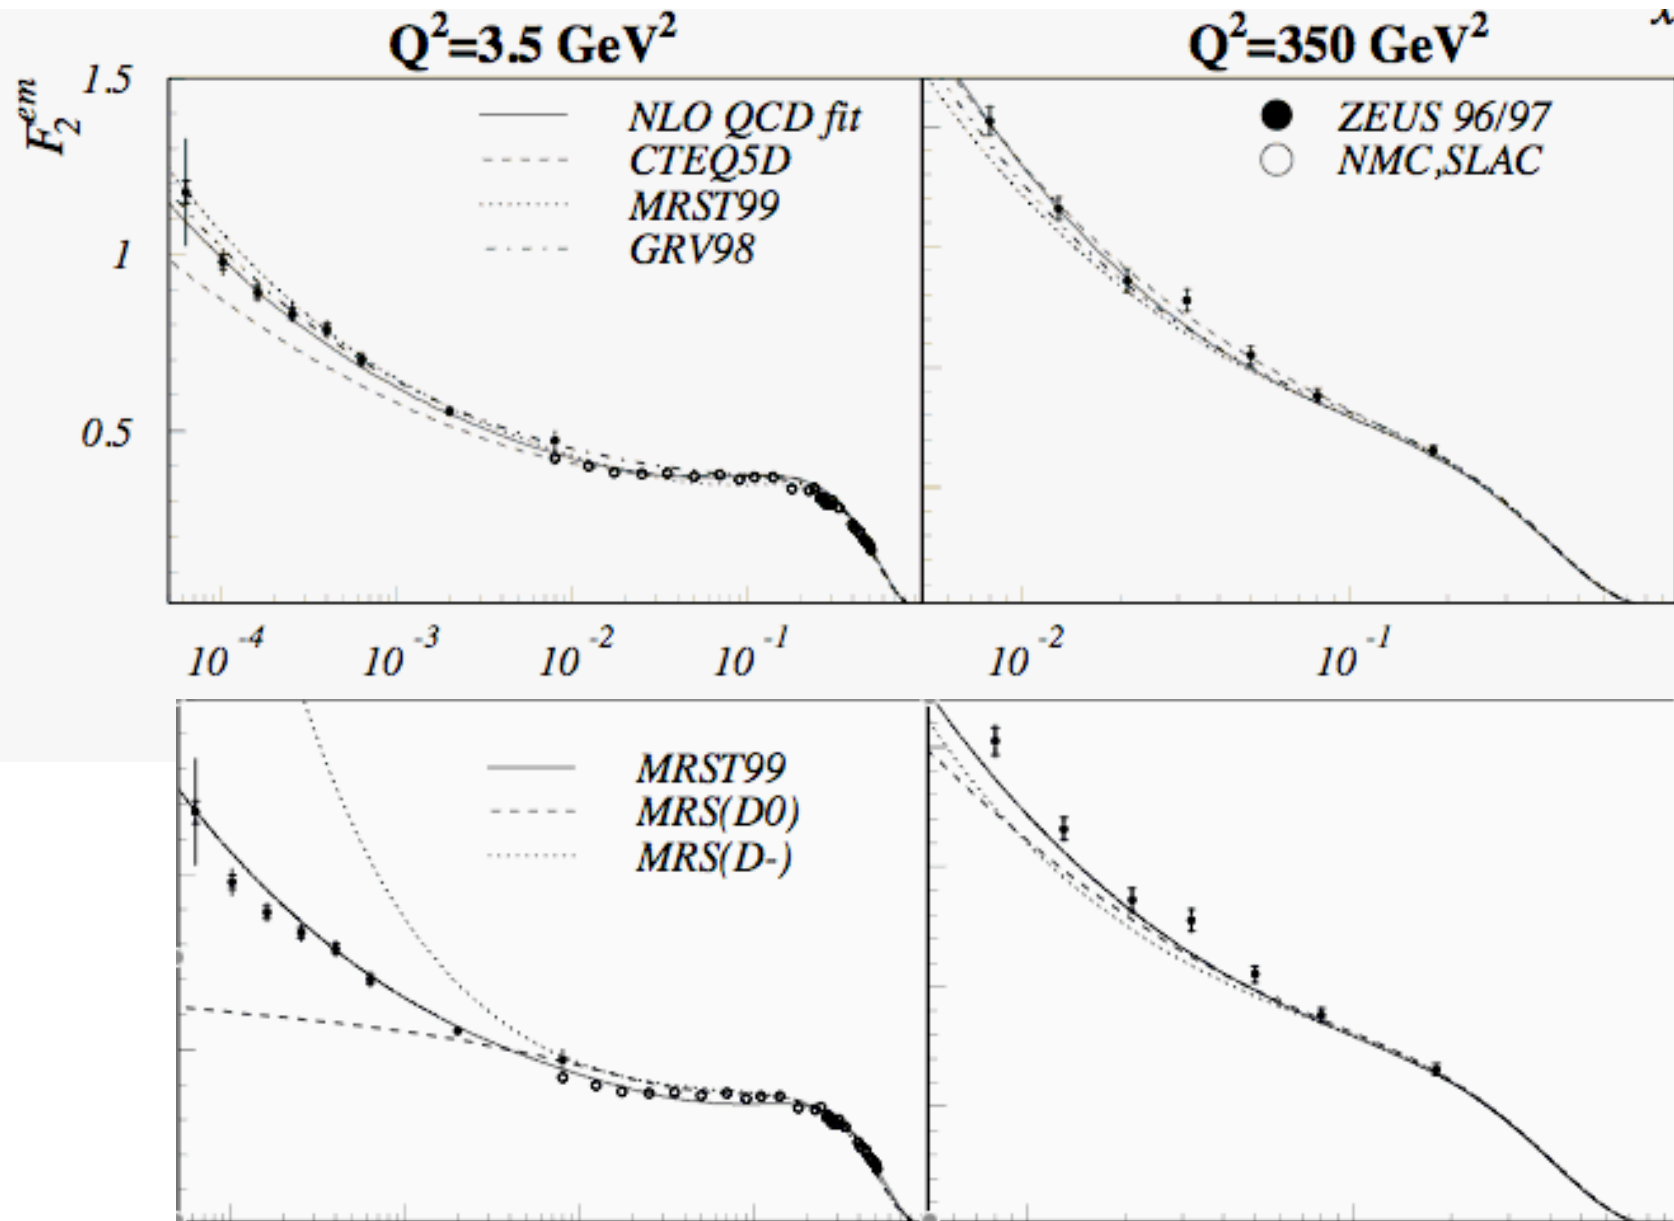 Q²=3.5 GeV²
Q²=350 GeV²
x
F₂ᵉᵐ
1.5
1
0.5
NLO QCD fit
CTEQ5D
MRST99
GRV98
ZEUS 96/97
NMC,SLAC
10⁻⁴ 10⁻³ 10⁻² 10⁻¹
10⁻² 10⁻¹
MRST99
MRS(D0)
MRS(D-)